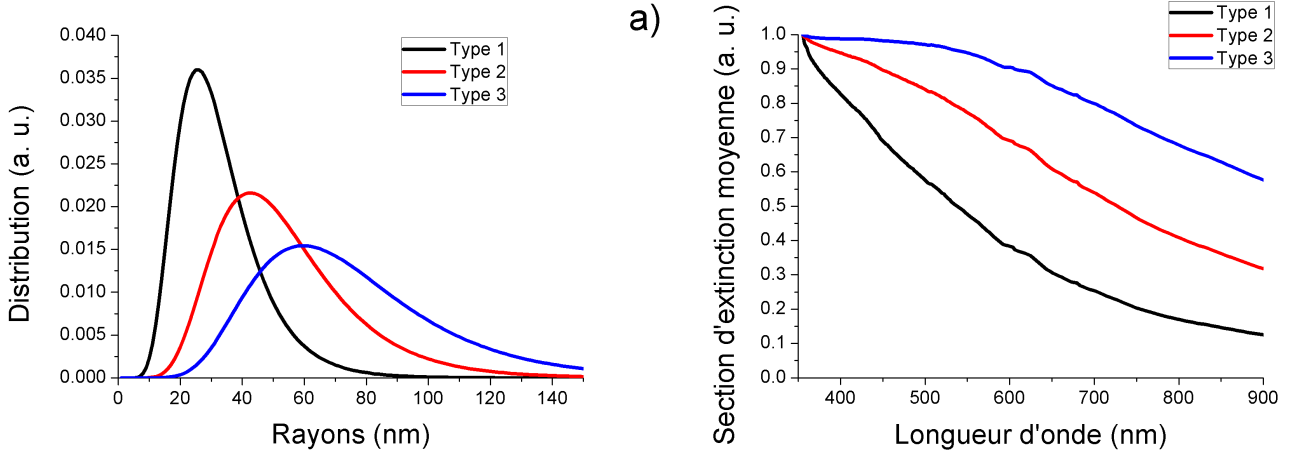 0.040
0.035
0.030
0.025
0.020
0.015
0.010
0.005
0.000
0 20 40 60 80 100 120 140
Distribution (a. u.)
Rayons (nm)
Type 1
Type 2
Type 3
a)
1.0
0.9
0.8
0.7
0.6
0.5
0.4
0.3
0.2
0.1
0.0
400 500 600 700 800 900
Section d'extinction moyenne (a. u.)
Longueur d'onde (nm)
Type 1
Type 2
Type 3